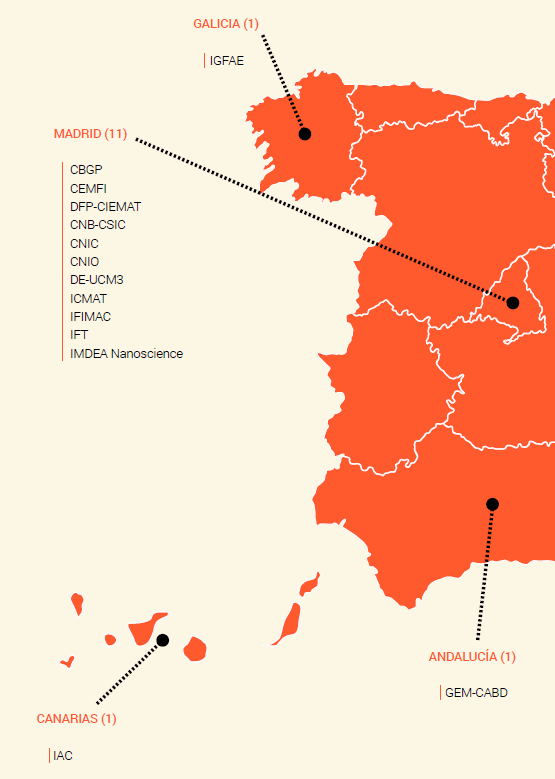 GALICIA (1)
IGFAE
MADRID (11)
CBGP
CEMFI
DFP-CIEMAT
CNB-CSIC
CNIC
CNIO
DE-UCM3
ICMAT
IFIMAC
IFT
IMDEA Nanoscience
ANDALUCÍA (1)
GEM-CABD
CANARIAS (1)
IAC